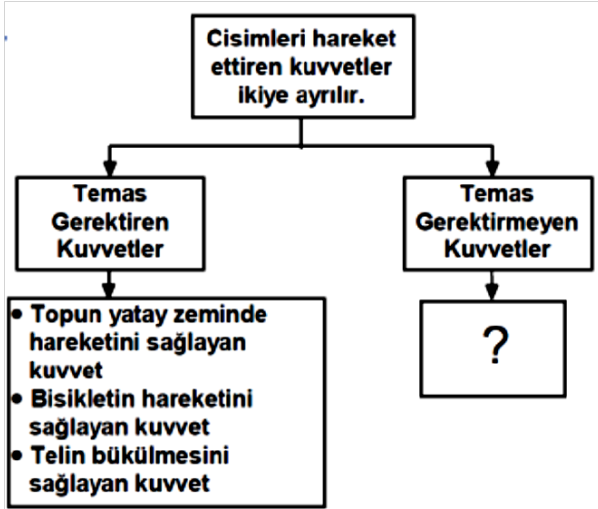 Cisimleri hareket
ettiren kuvvetler
ikiye ayrılır.
Temas
Gerektiren
Kuvvetler
Temas
Gerektirmeyen
Kuvvetler
• Topun yatay zeminde
hareketini sağlayan
kuvvet
• Bisikletin hareketini
sağlayan kuvvet
• Telin bükülmesini
sağlayan kuvvet
?